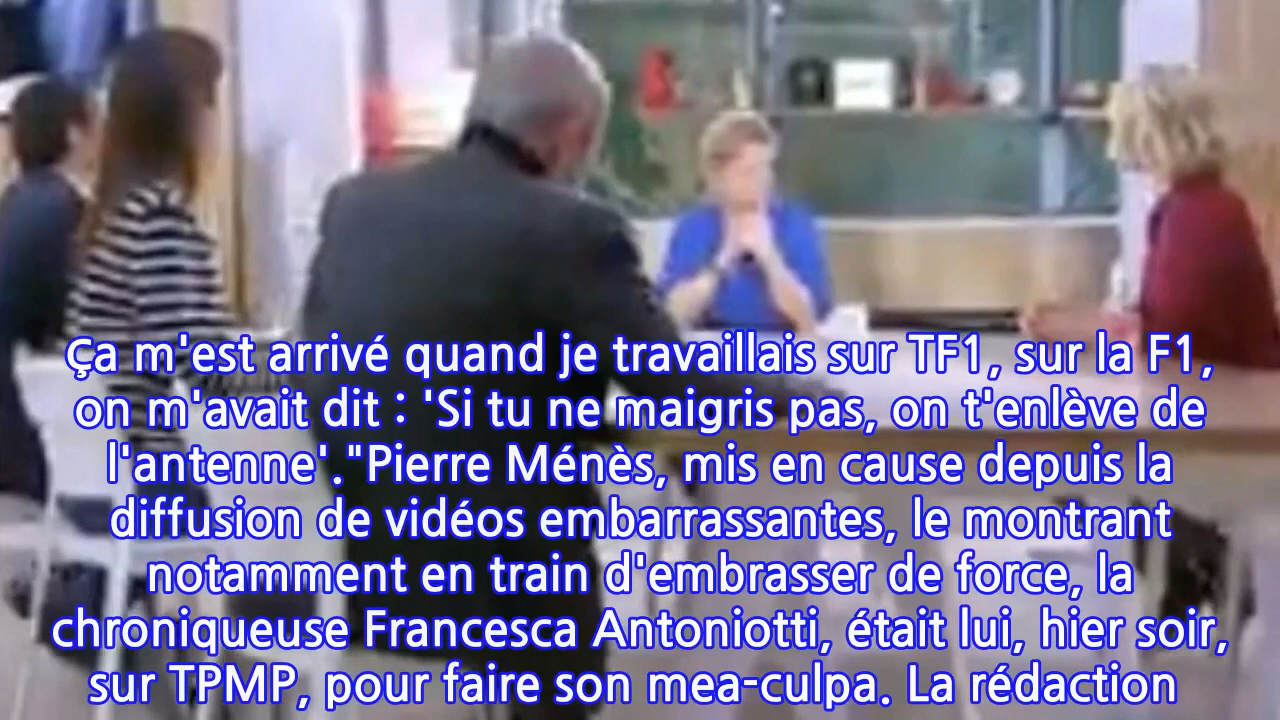 Ça m'est arrivé quand je travaillais sur TF1, sur la F1,
on m'avait dit : 'Si tu ne maigris pas, on t'enlève de
l'antenne'."Pierre Ménès, mis en cause depuis la
diffusion de vidéos embarrassantes, le montrant
notamment en train d'embrasser de force, la
chroniqueuse Francesca Antoniotti, était lui, hier soir,
sur TPMP, pour faire son mea-culpa. La rédaction